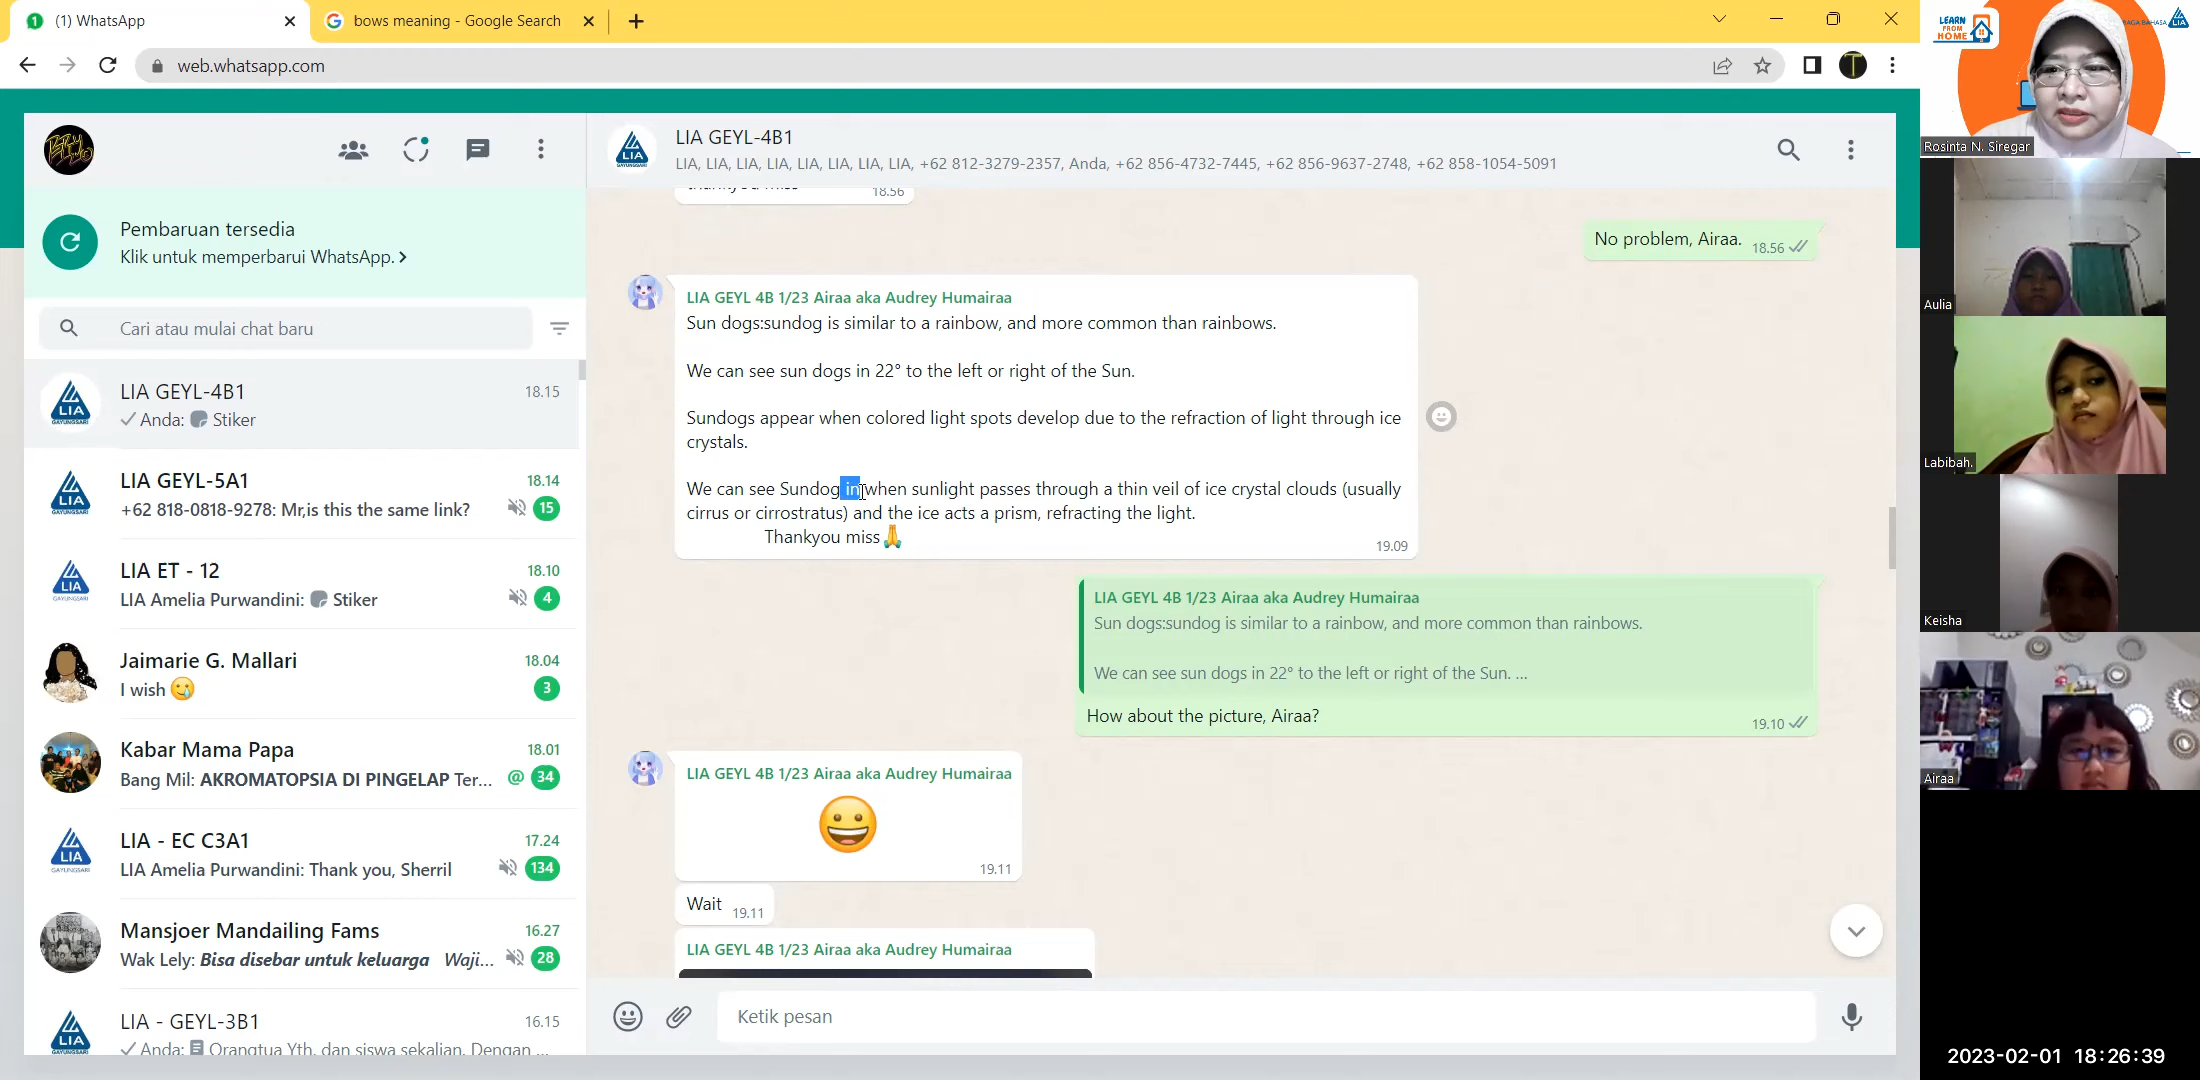 (1) WhatsApp
bows meaning - Google Search
web.whatsapp.com
T
Pembaruan tersedia
Klik untuk memperbarui WhatsApp.
Cari atau mulai chat baru
LIA GEYL-4B1 18.15
Anda: Stiker
LIA GEYL-5A1 18.14
+62 818-0818-9278: Mr,is this the same link? 15
LIA ET - 12 18.10
LIA Amelia Purwandini: Stiker 4
Jaimarie G. Mallari 18.04
I wish 3
Kabar Mama Papa 18.01
Bang Mil: AKROMATOPSIA DI PINGELAP Ter... @ 34
LIA - EC C3A1 17.24
LIA Amelia Purwandini: Thank you, Sherril 134
Mansjoer Mandailing Fams 16.27
Wak Lely: Bisa disebar untuk keluarga Waji... 28
LIA - GEYL-3B1 16.15
Anda: Orangtua Yth. dan siswa sekalian, Dengan ...
LIA GEYL-4B1
LIA, LIA, LIA, LIA, LIA, LIA, LIA, LIA, +62 812-3279-2357, Anda, +62 856-4732-7445, +62 856-9637-2748, +62 858-1054-5091
thankyou miss 18.56
No problem, Airaa. 18.56
LIA GEYL 4B 1/23 Airaa aka Audrey Humairaa
Sun dogs:sundog is similar to a rainbow, and more common than rainbows.
We can see sun dogs in 22° to the left or right of the Sun.
Sundogs appear when colored light spots develop due to the refraction of light through ice
crystals.
We can see Sundog in when sunlight passes through a thin veil of ice crystal clouds (usually
cirrus or cirrostratus) and the ice acts a prism, refracting the light.
Thankyou miss
19.09
LIA GEYL 4B 1/23 Airaa aka Audrey Humairaa
Sun dogs:sundog is similar to a rainbow, and more common than rainbows.
We can see sun dogs in 22° to the left or right of the Sun. ...
How about the picture, Airaa? 19.10
LIA GEYL 4B 1/23 Airaa aka Audrey Humairaa
19.11
Wait 19.11
LIA GEYL 4B 1/23 Airaa aka Audrey Humairaa
Ketik pesan
LEARN
FROM
HOME
LIA
Rosinta N. Siregar
Aulia
Labibah.
Keisha
Airaa
2023-02-01 18:26:39